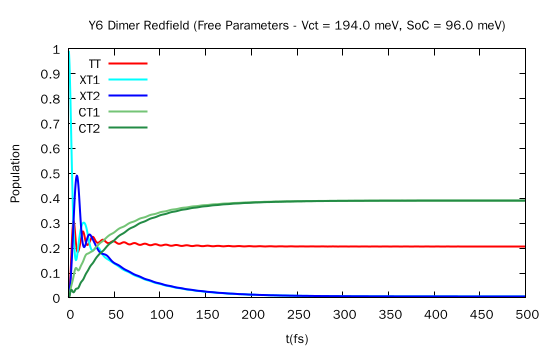 Y6 Dimer Redfield (Free Parameters - Vct = 194.0 meV, SoC = 96.0 meV)
1
0.9
0.8
0.7
0.6
0.5
0.4
0.3
0.2
0.1
0
Population
TT
XT1
XT2
CT1
CT2
0 50 100 150 200 250 300 350 400 450 500
t(fs)